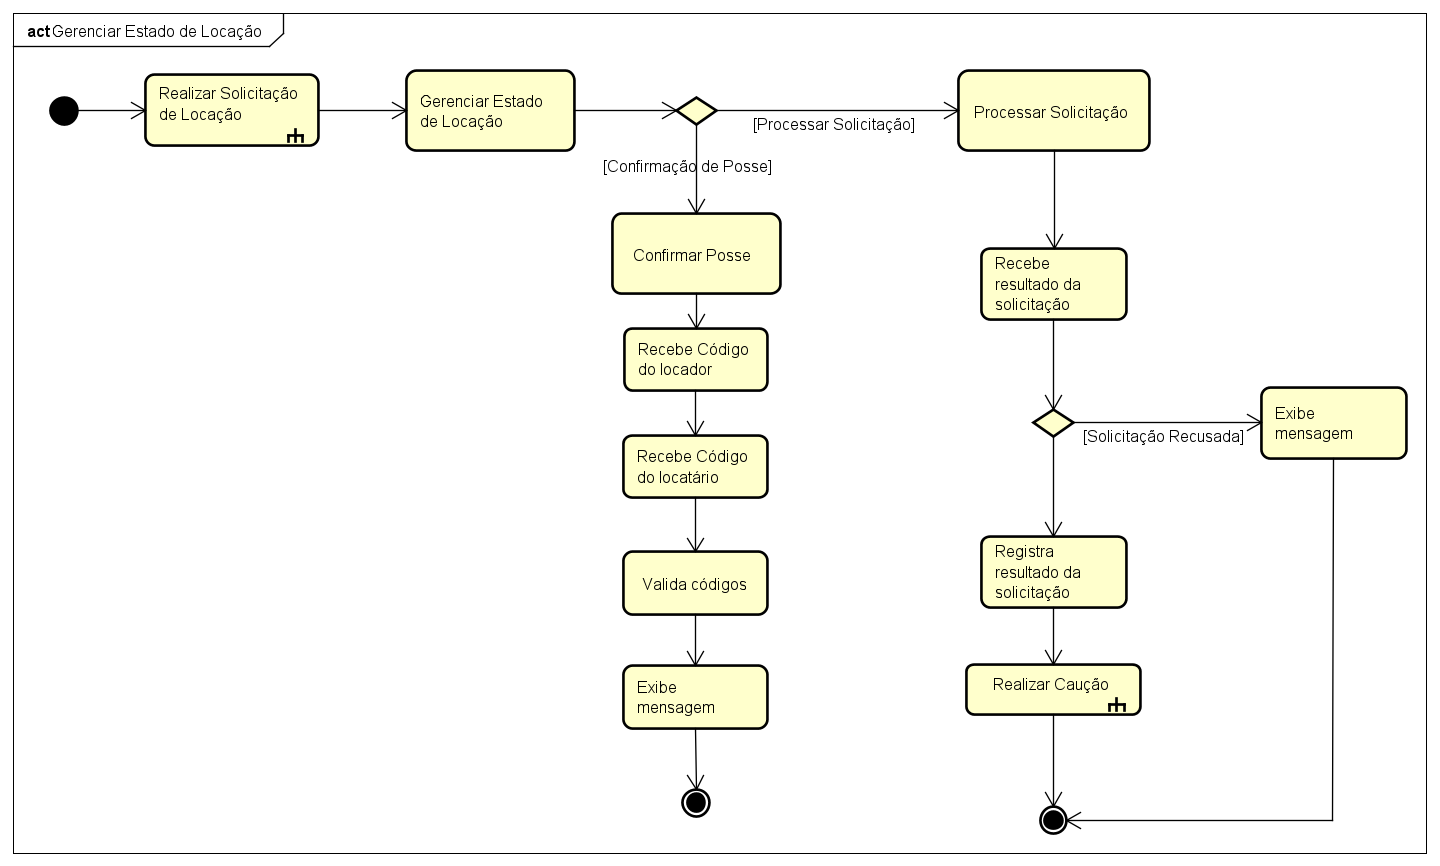 act Gerenciar Estado de Locação
Realizar Solicitação
de Locação
Gerenciar Estado
de Locação
[Processar Solicitação]
Processar Solicitação
[Confirmação de Posse]
Confirmar Posse
Recebe Código
do locador
Recebe Código
do locatário
Valida códigos
Exibe
mensagem
Recebe
resultado da
solicitação
[Solicitação Recusada]
Exibe
mensagem
Registra
resultado da
solicitação
Realizar Caução